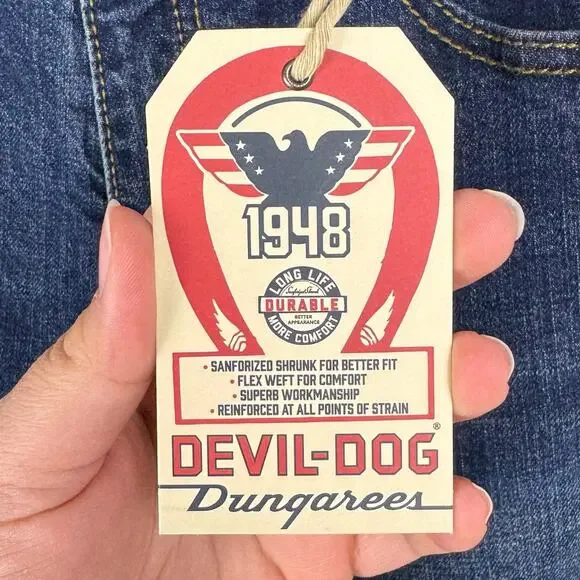 1948
LONG LIFE
DURABLE
BETTER
APPEARANCE
MORE COMFORT
• SANFORIZED SHRUNK FOR BETTER FIT
• FLEX WEFT FOR COMFORT
• SUPERB WORKMANSHIP
• REINFORCED AT ALL POINTS OF STRAIN
DEVIL-DOG®
Dungarees